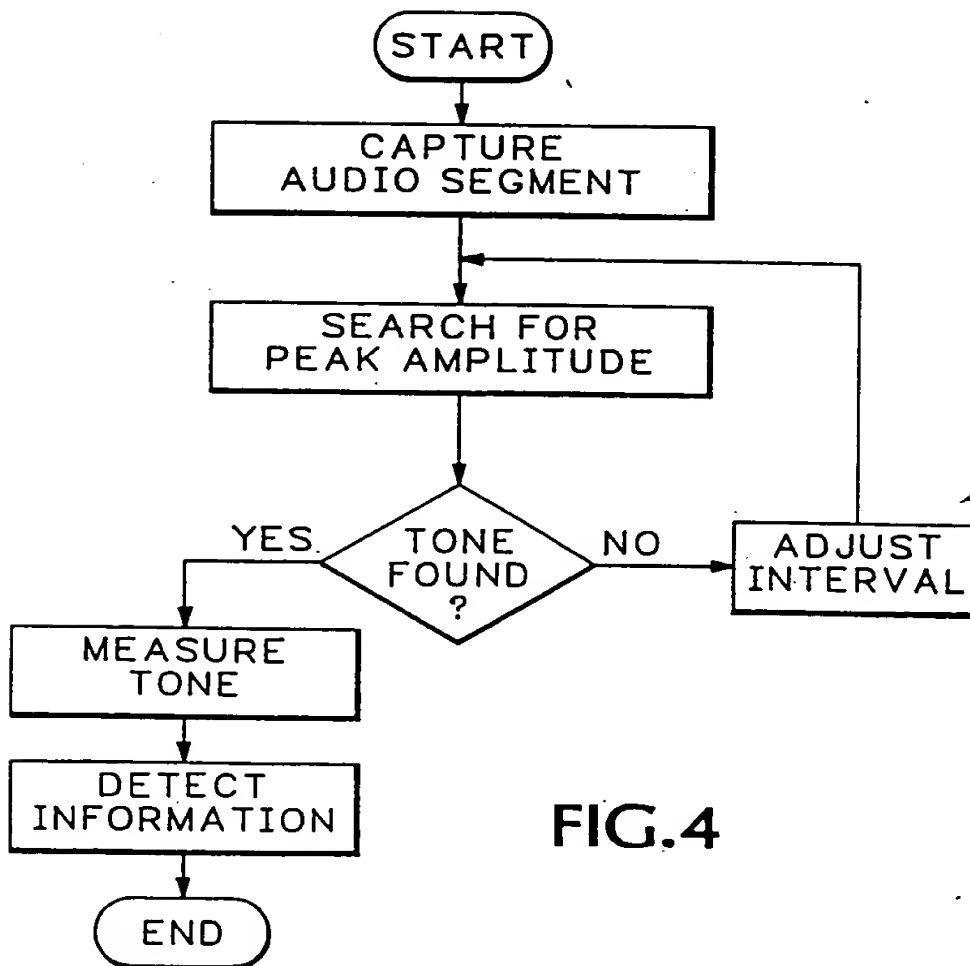 START
CAPTURE
AUDIO SEGMENT
SEARCH FOR
PEAK AMPLITUDE
YES
TONE
FOUND
?
NO
ADJUST
INTERVAL
MEASURE
TONE
DETECT
INFORMATION
END
FIG.4